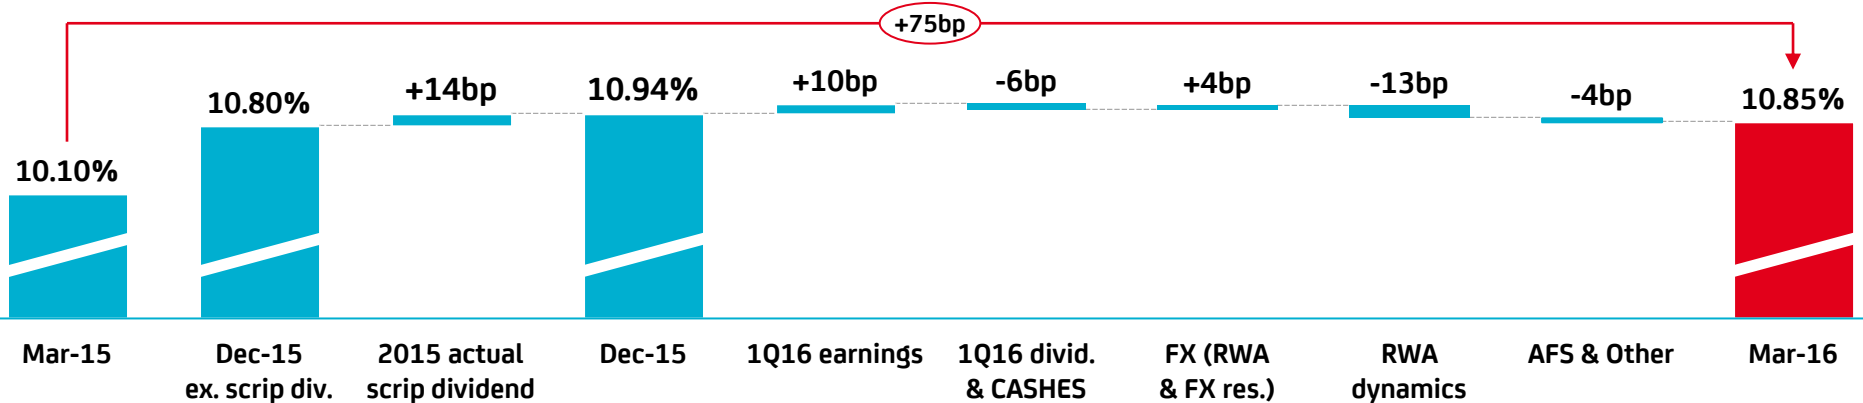 +75bp
10.10%
10.80%
+14bp
10.94%
+10bp
-6bp
+4bp
-13bp
-4bp
10.85%
Mar-15
Dec-15
ex. scrip div.
2015 actual
scrip dividend
Dec-15
1Q16 earnings
1Q16 divid.
& CASHES
FX (RWA
& FX res.)
RWA
dynamics
AFS & Other
Mar-16